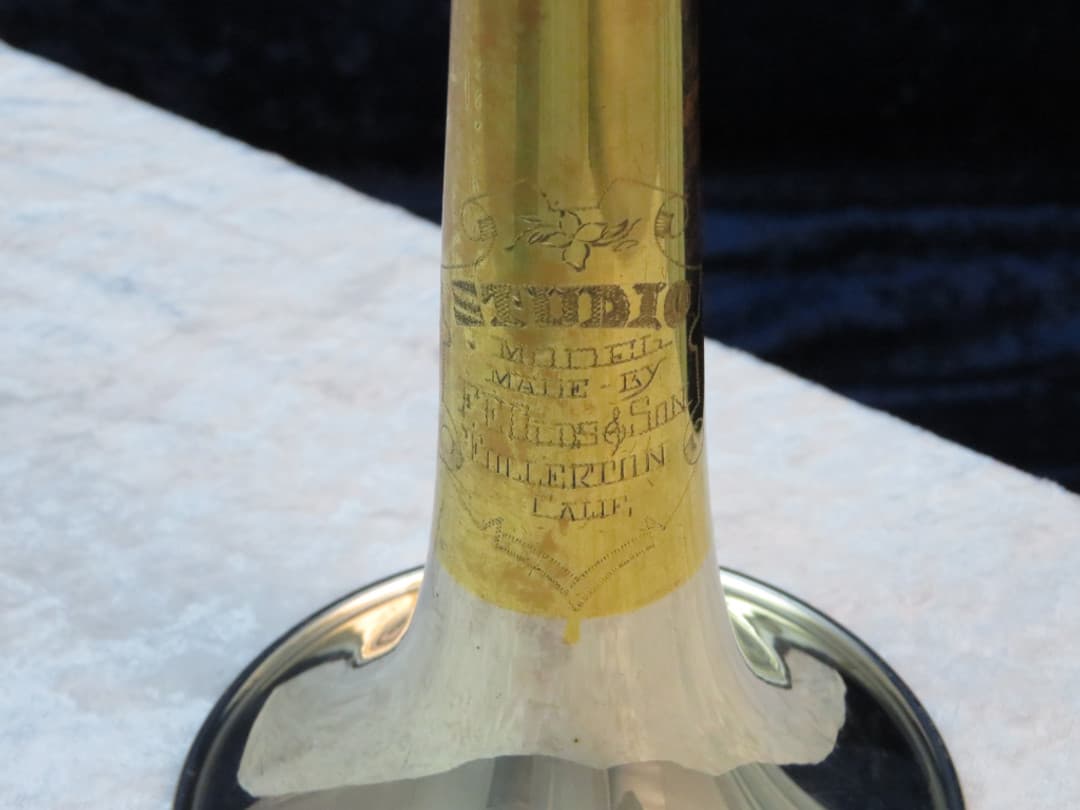 STUDIO
MODEL
MADE-BY
F.E.OLDS & SON
FULLERTON
CALIF.